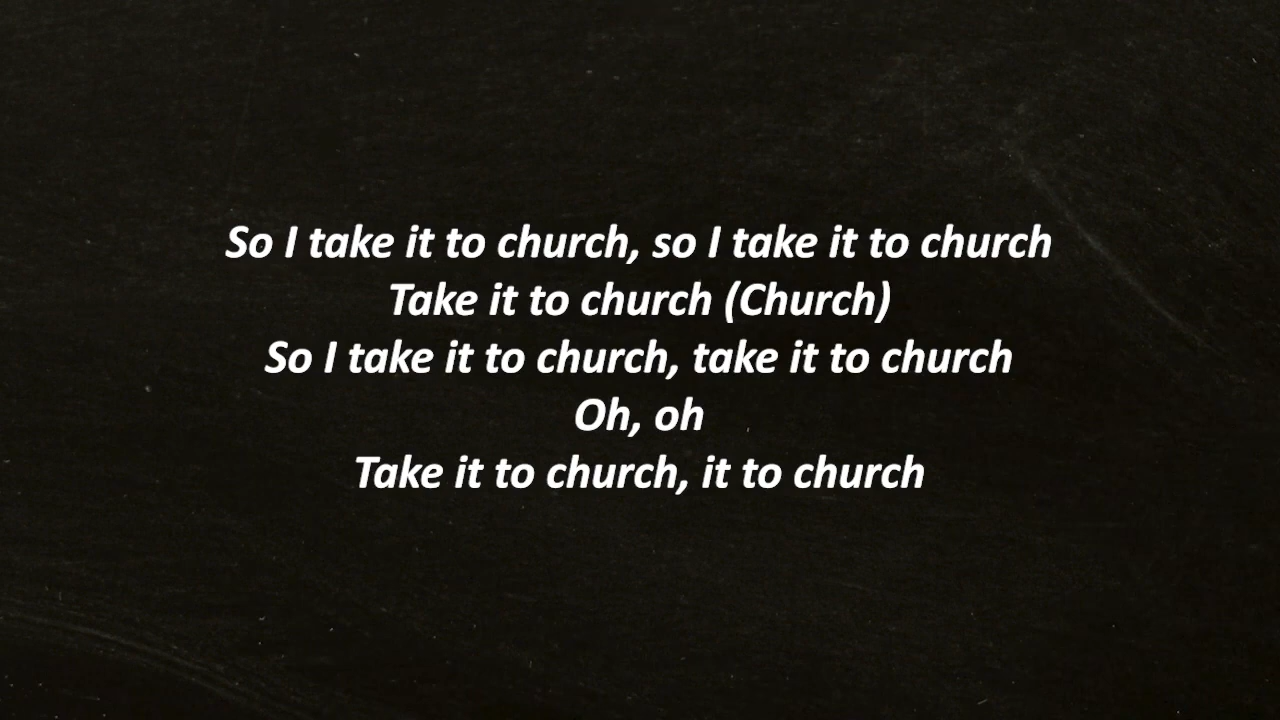 So I take it to church, so I take it to church
Take it to church (Church)
So I take it to church, take it to church
Oh, oh
Take it to church, it to church